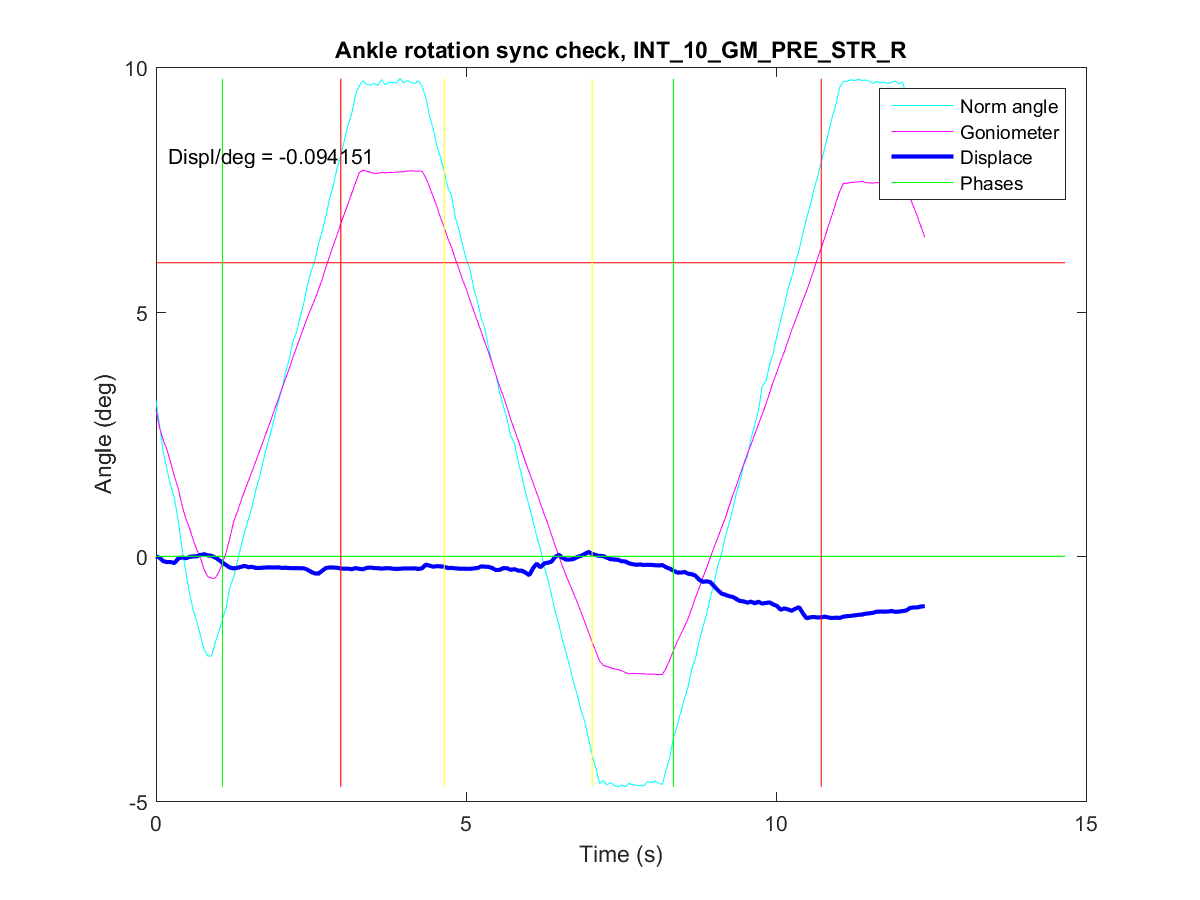 Ankle rotation sync check, INT_10_GM_PRE_STR_R
10
5
0
-5
Angle (deg)
Displ/deg = -0.094151
Norm angle
Goniometer
Displace
Phases
0
5
10
15
Time (s)